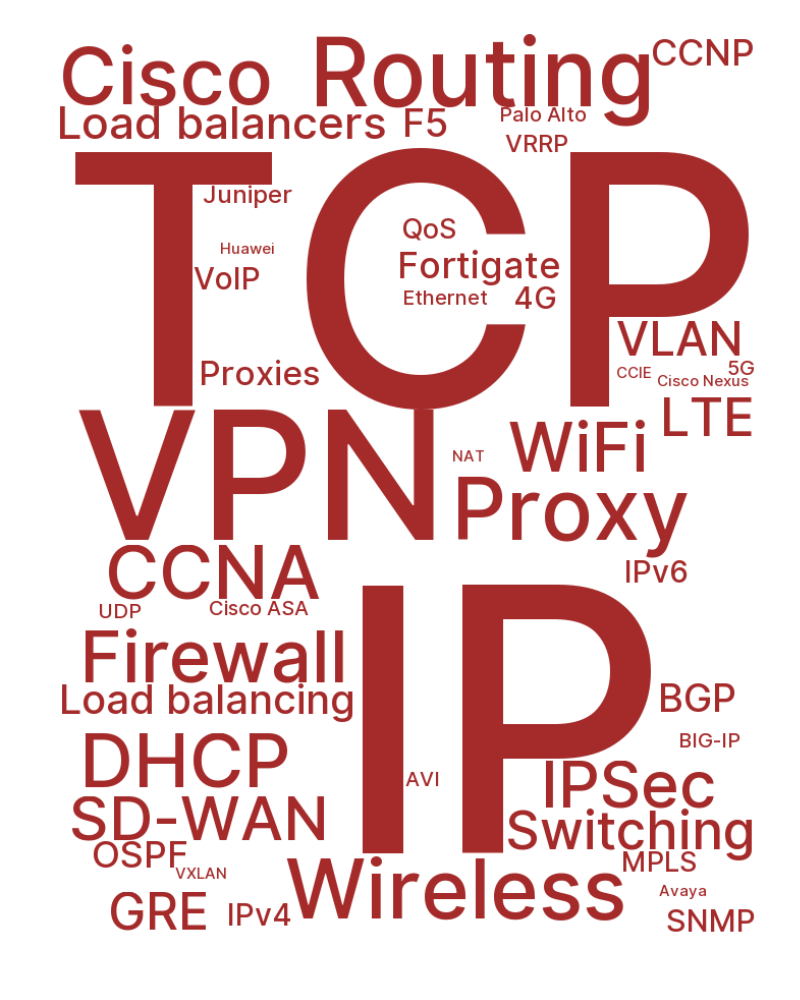 Cisco
Routing
CCNP
Load balancers
F5
Palo Alto
VRRP
TCP
Juniper
QoS
Huawei
Fortigate
VoIP
Ethernet
4G
VLAN
Proxies
CCIE
5G
Cisco Nexus
LTE
VPN
WiFi
NAT
Proxy
CCNA
IPv6
UDP
Cisco ASA
IP
Firewall
Load balancing
BGP
BIG-IP
DHCP
AVI
IPSec
SD-WAN
Switching
OSPF
VXLAN
MPLS
Wireless
Avaya
GRE
IPv4
SNMP